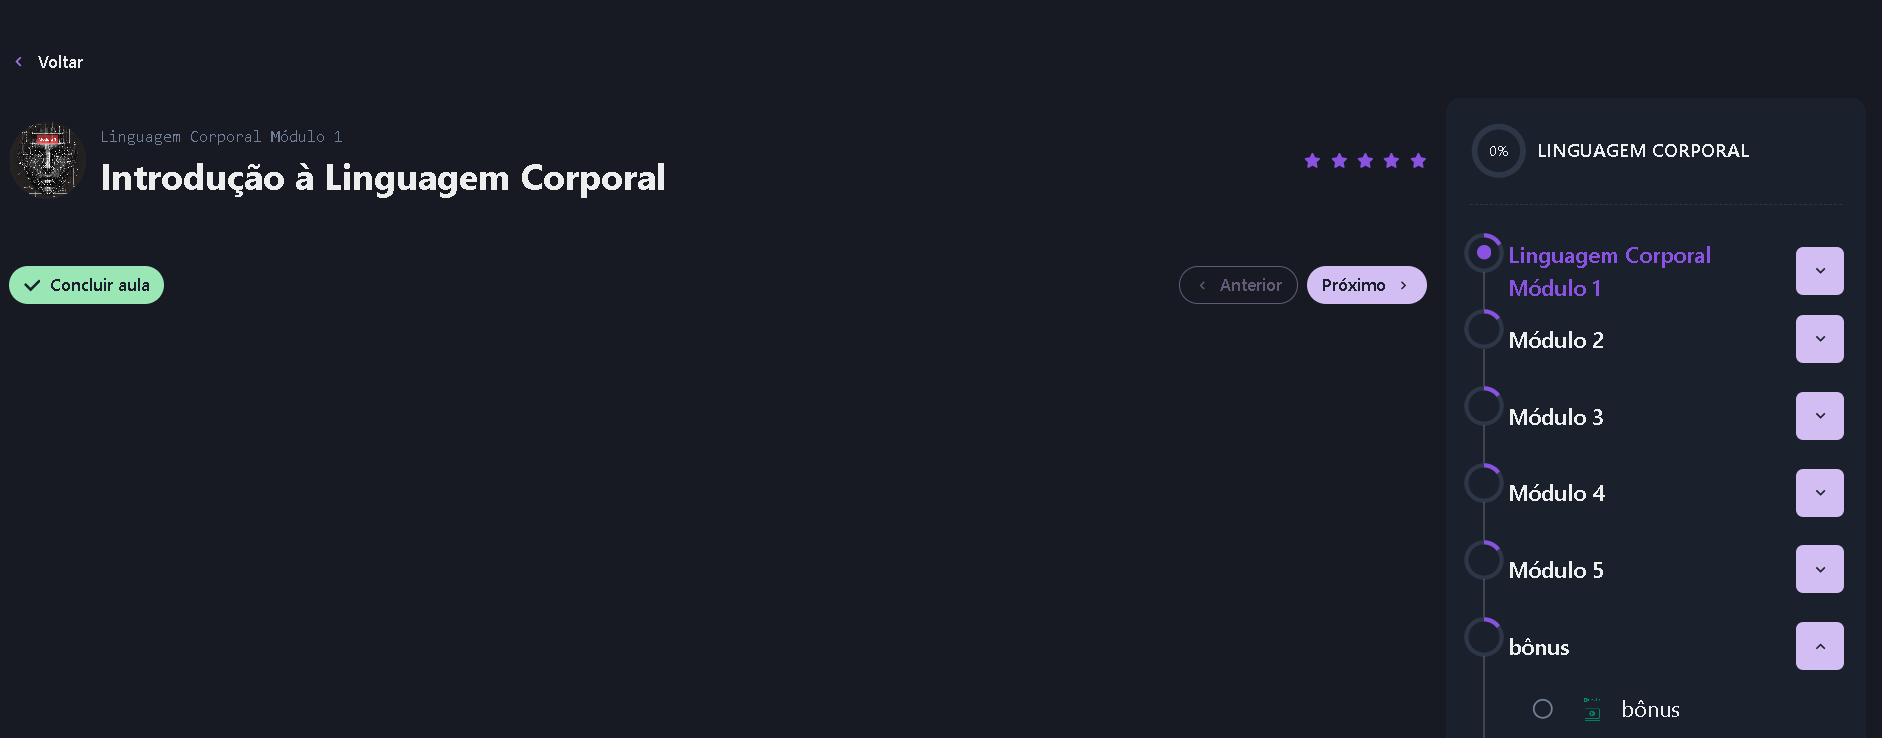 Voltar
Linguagem Corporal Módulo 1
Introdução à Linguagem Corporal
Concluir aula
Anterior
Próximo
0%
LINGUAGEM CORPORAL
Linguagem Corporal
Módulo 1
Módulo 2
Módulo 3
Módulo 4
Módulo 5
bônus
bônus